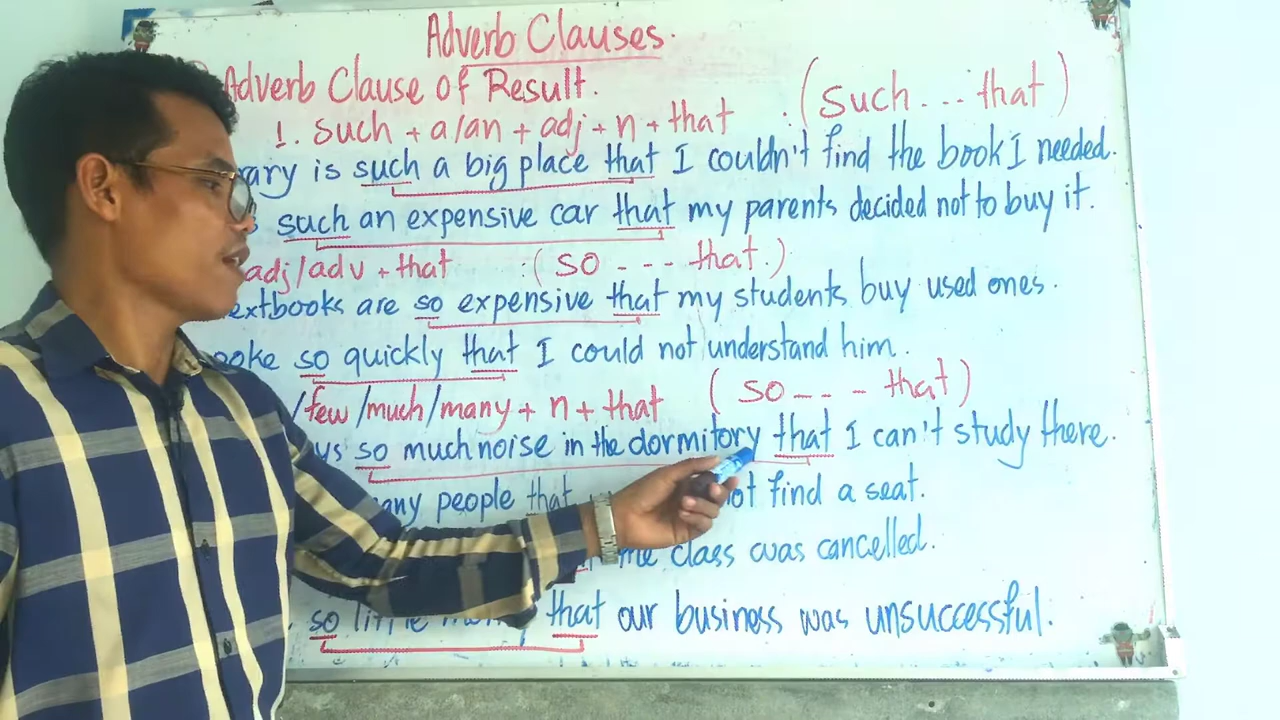 Adverb Clauses.
Adverb Clause of Result.
(Such . . . that)
1. Such + a/an + adj + n + that
is such a big place that I couldn't find the book I needed.
such an expensive car that my parents decided not to buy it.
adj/adv + that (so - - - that.)
extbooks are so expensive that my students buy used ones.
so quickly that I could not understand him.
/few/much/many + n + that (so - - - that)
so much noise in the dormitory that I can't study there.
any people that not find a seat.
class was cancelled.
so little that our business was unsuccessful.